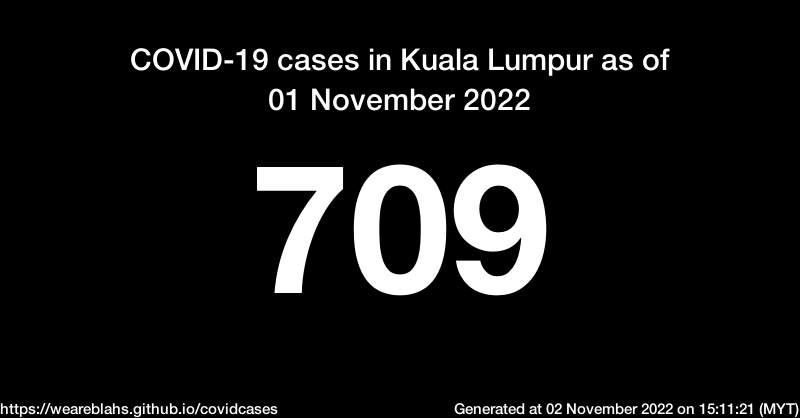 COVID-19 cases in Kuala Lumpur as of
01 November 2022
709
https://weareblahs.github.io/covidcases
Generated at 02 November 2022 on 15:11:21 (MYT)